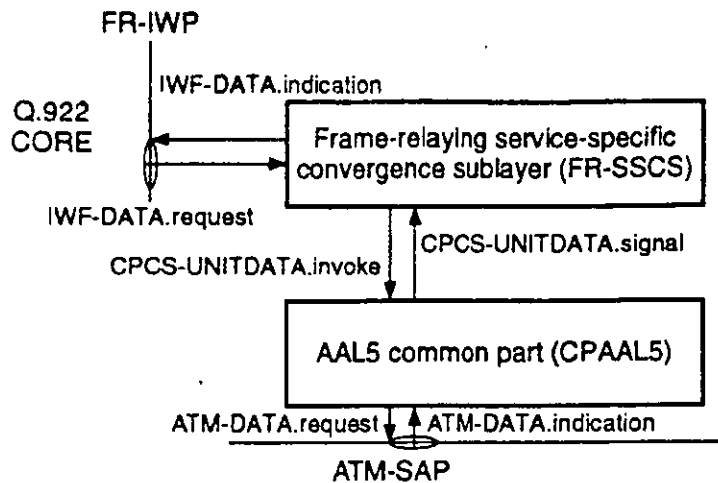 FR-IWP
IWF-DATA.indication
Q.922
CORE
Frame-relaying service-specific
convergence sublayer (FR-SSCS)
IWF-DATA.request
CPCS-UNITDATA.signal
CPCS-UNITDATA.invoke
AAL5 common part (CPAAL5)
ATM-DATA.request
ATM-DATA.indication
ATM-SAP